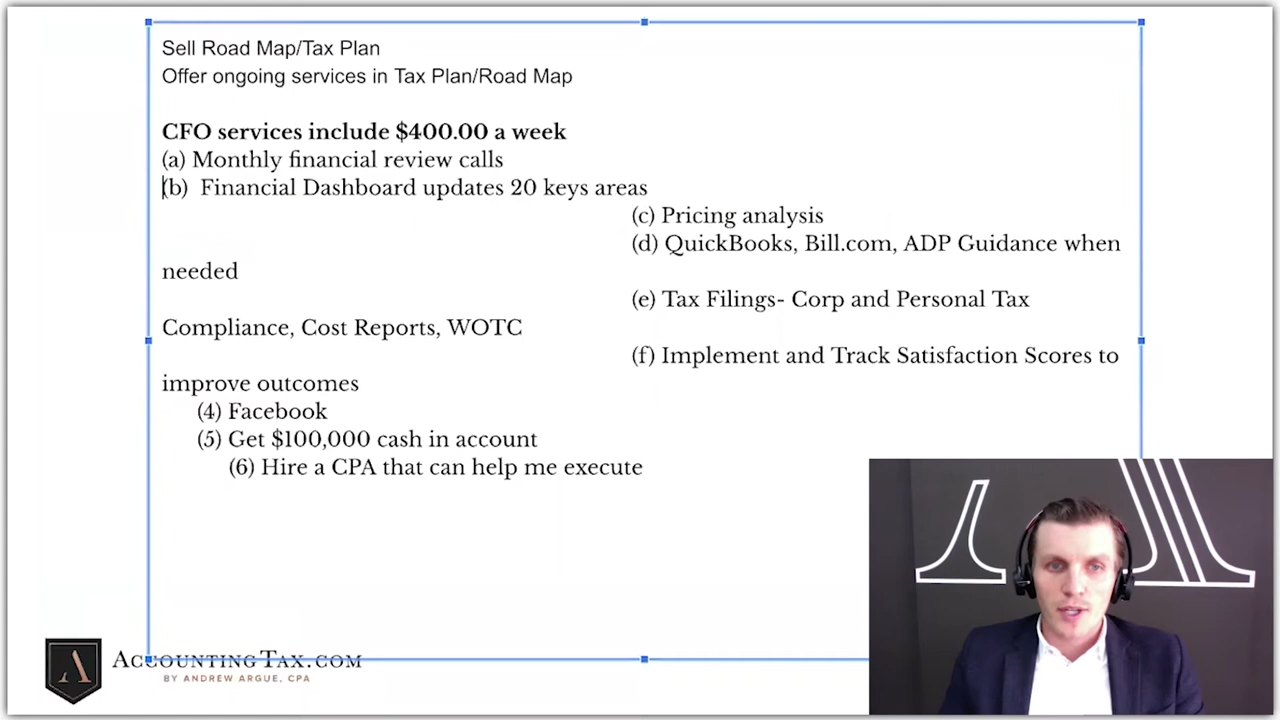 Sell Road Map/Tax Plan
Offer ongoing services in Tax Plan/Road Map
CFO services include $400.00 a week
(a) Monthly financial review calls
(b)  Financial Dashboard updates 20 keys areas
(c) Pricing analysis
(d) QuickBooks, Bill.com, ADP Guidance when
needed
(e) Tax Filings- Corp and Personal Tax
Compliance, Cost Reports, WOTC
(f) Implement and Track Satisfaction Scores to
improve outcomes
(4) Facebook
(5) Get $100,000 cash in account
(6) Hire a CPA that can help me execute
A
ACCOUNTINGTAX.COM
BY ANDREW ARGUE, CPA